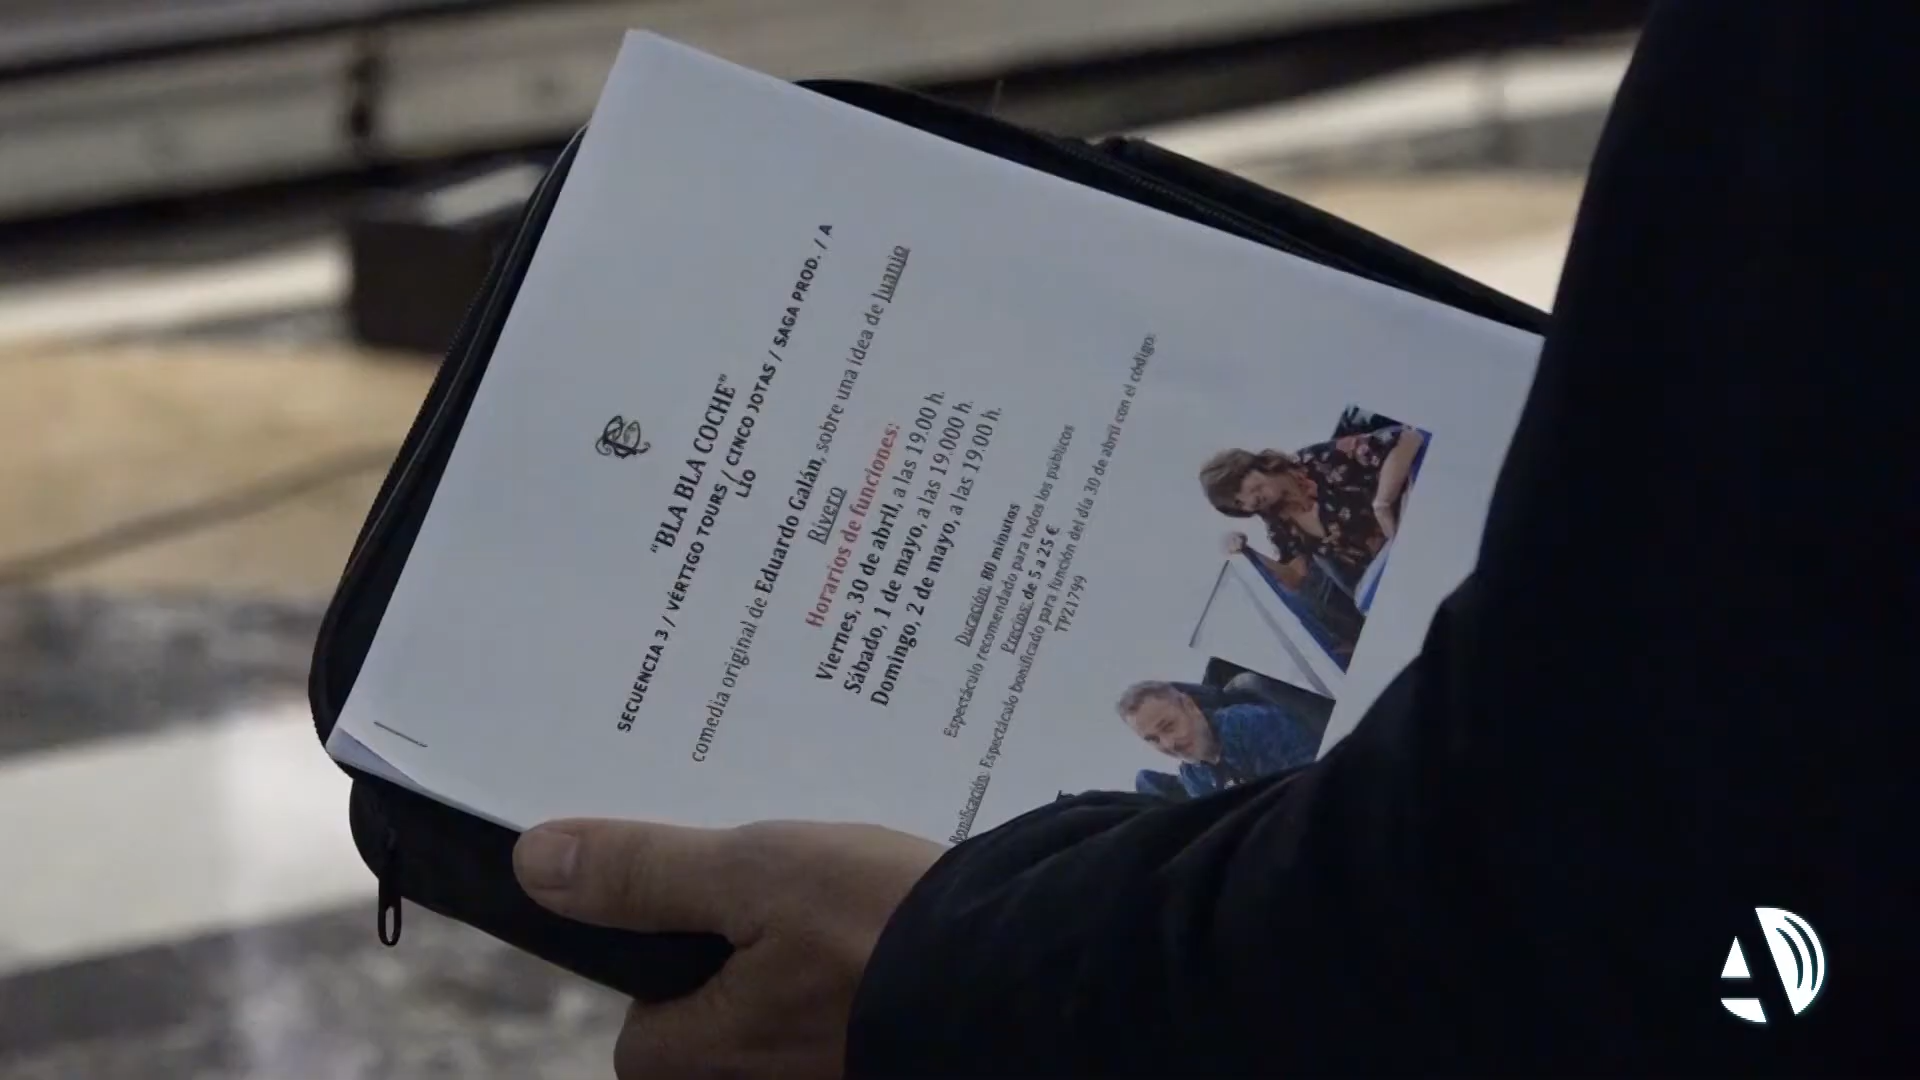 "BLA BLA COCHE"
SECUENCIA 3 / VÉRTIGO TOURS / CINCO JOTAS / SAGA PROD. / A
LÍO
comedia original de Eduardo Galán, sobre una idea de Juanjo
Rivero
Horarios de funciones:
Viernes, 30 de abril, a las 19.00 h.
Sábado, 1 de mayo, a las 19.000 h.
Domingo, 2 de mayo, a las 19.00 h.
Duración: 80 minutos
Espectáculo recomendado para todos los públicos
Precios: de 5 a 25 €
Bonificación: Espectáculo bonificado para función del día 30 de abril con el código:
TP21799